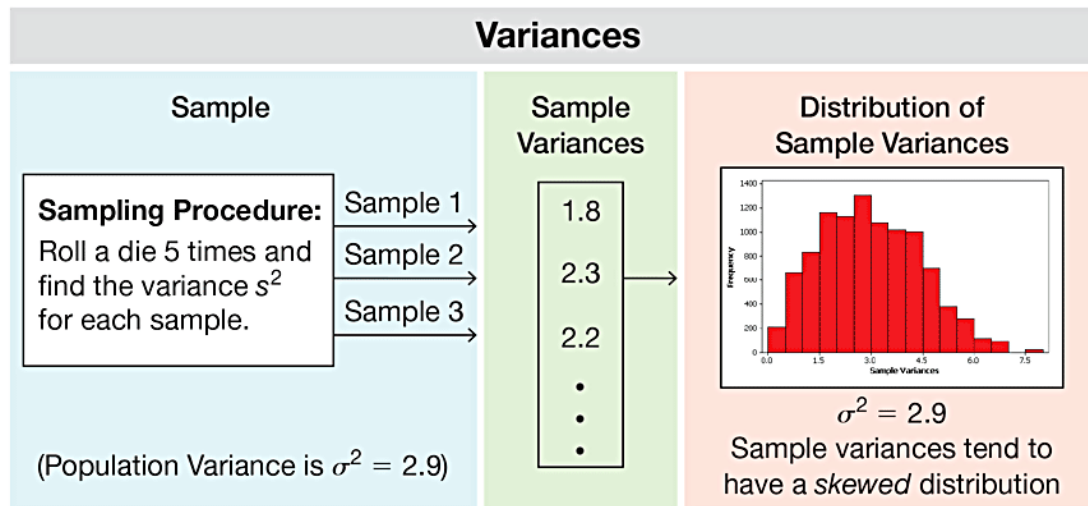 Variances
Sample
Sampling Procedure:
Roll a die 5 times and
find the variance s²
for each sample.
Sample 1
Sample 2
Sample 3
(Population Variance is σ² = 2.9)
Sample
Variances
1.8
2.3
2.2
Distribution of
Sample Variances
Frequency
1400
1200
1000
800
600
400
200
0
0.0 1.5 3.0 4.5 6.0 7.5
Sample Variances
σ² = 2.9
Sample variances tend to
have a skewed distribution